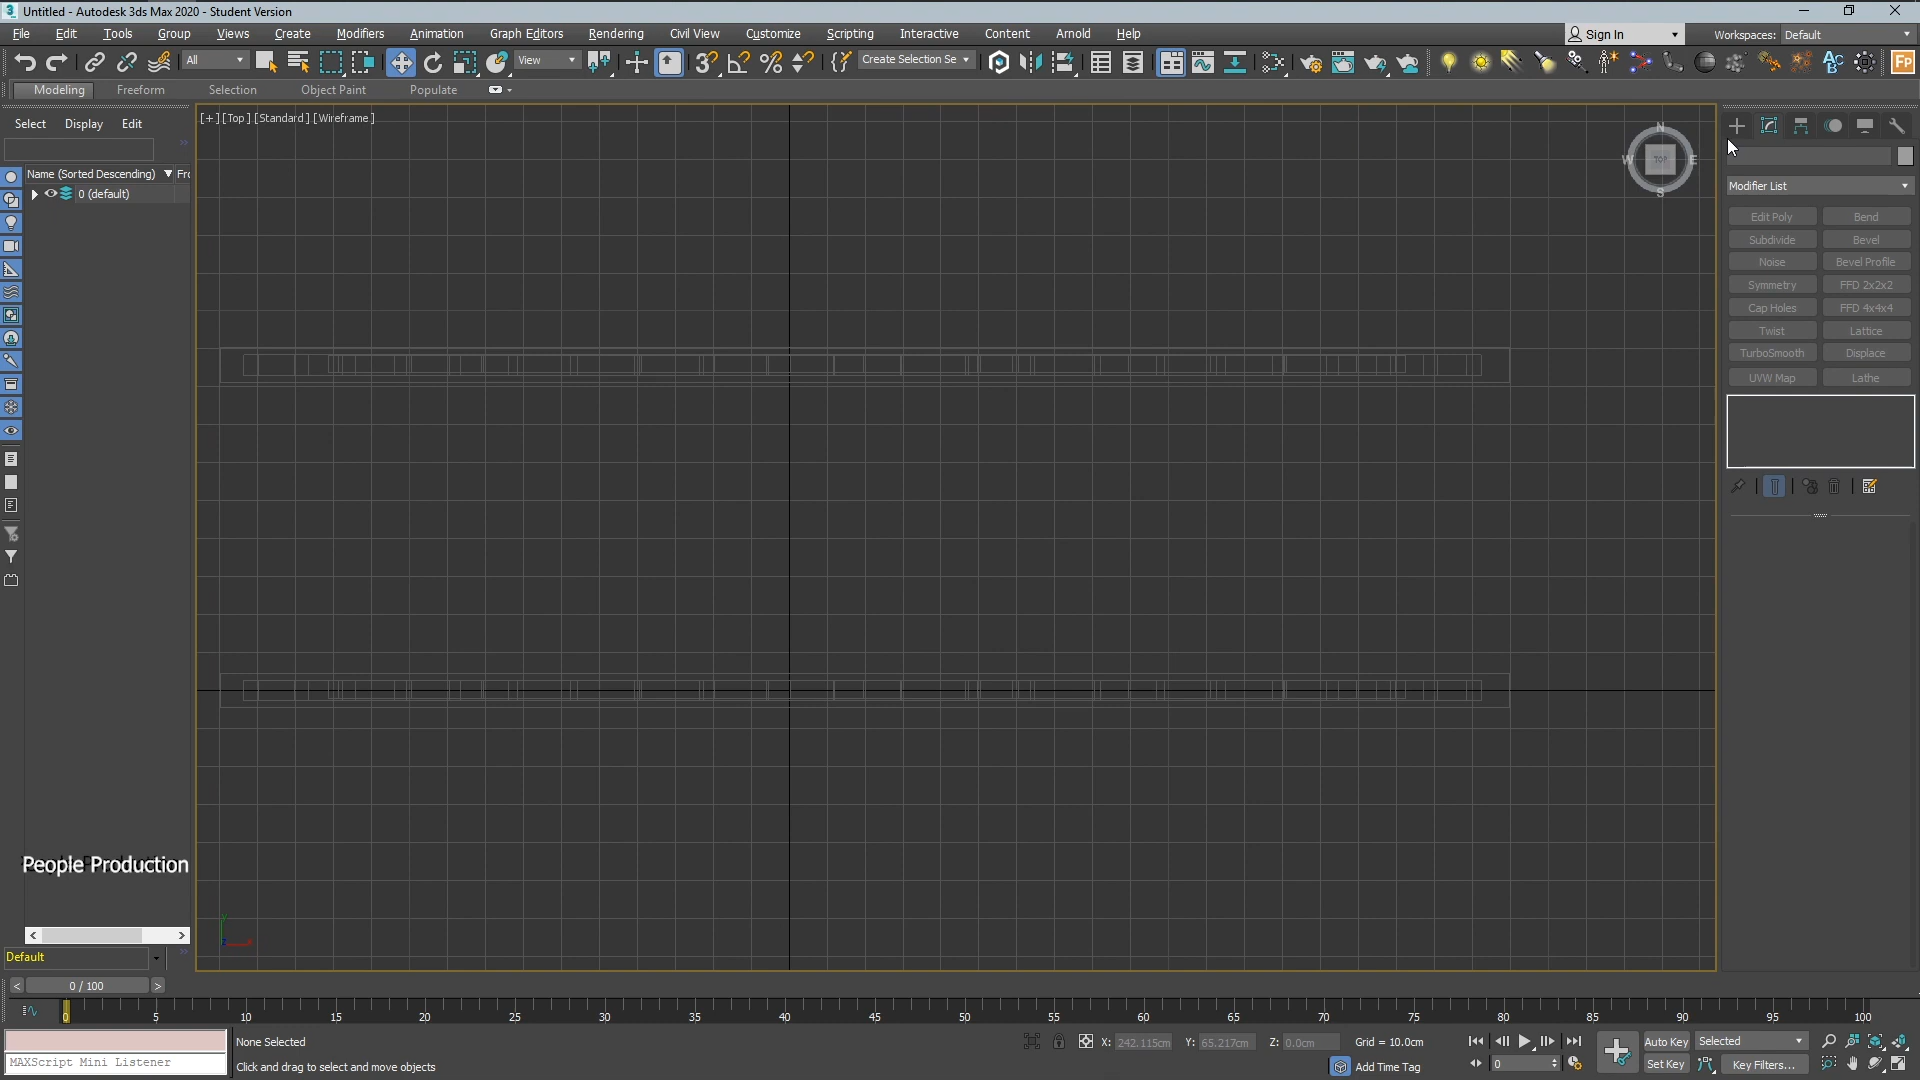 3 Untitled - Autodesk 3ds Max 2020 - Student Version
File Edit Tools Group Views Create Modifiers Animation Graph Editors Rendering Civil View Customize Scripting Interactive Content Arnold Help Sign In Workspaces: Default
All View Create Selection Se Fp
Modeling Freeform Selection Object Paint Populate
Select Display Edit
[+] [Top] [Standard] [Wireframe]
N
W TOP E
S
Name (Sorted Descending) ▼ Fro
0 (default)
Modifier List
Edit Poly Bend
Subdivide Bevel
Noise Bevel Profile
Symmetry FFD 2x2x2
Cap Holes FFD 4x4x4
Twist Lattice
TurboSmooth Displace
UVW Map Lathe
People Production
Default
< 0 / 100 >
0 5 10 15 20 25 30 35 40 45 50 55 60 65 70 75 80 85 90 95 100
None Selected X: 242.115cm Y: 65.217cm Z: 0.0cm Grid = 10.0cm Auto Key Selected
MAXScript Mini Listener Click and drag to select and move objects Add Time Tag 0 Set Key Key Filters...